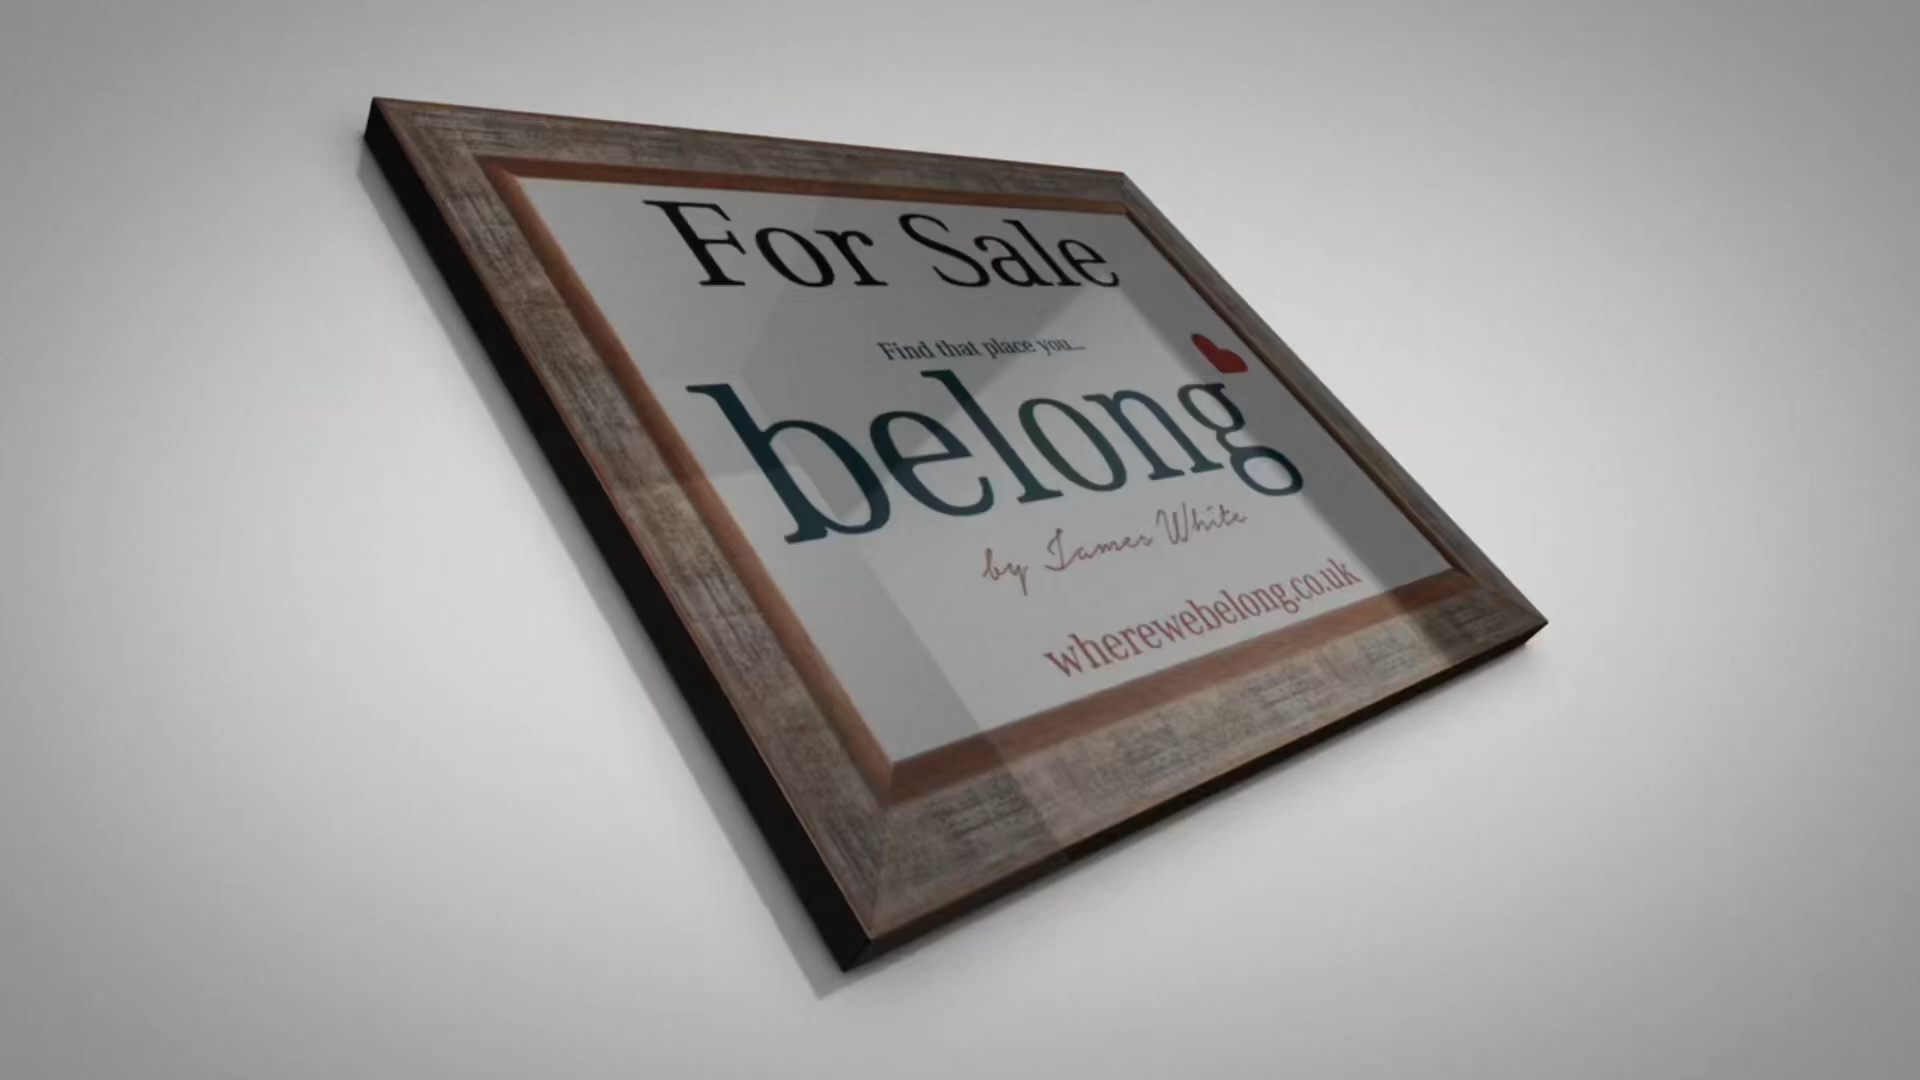 For Sale
Find that place you...
belong
by James White
wherewebelong.co.uk